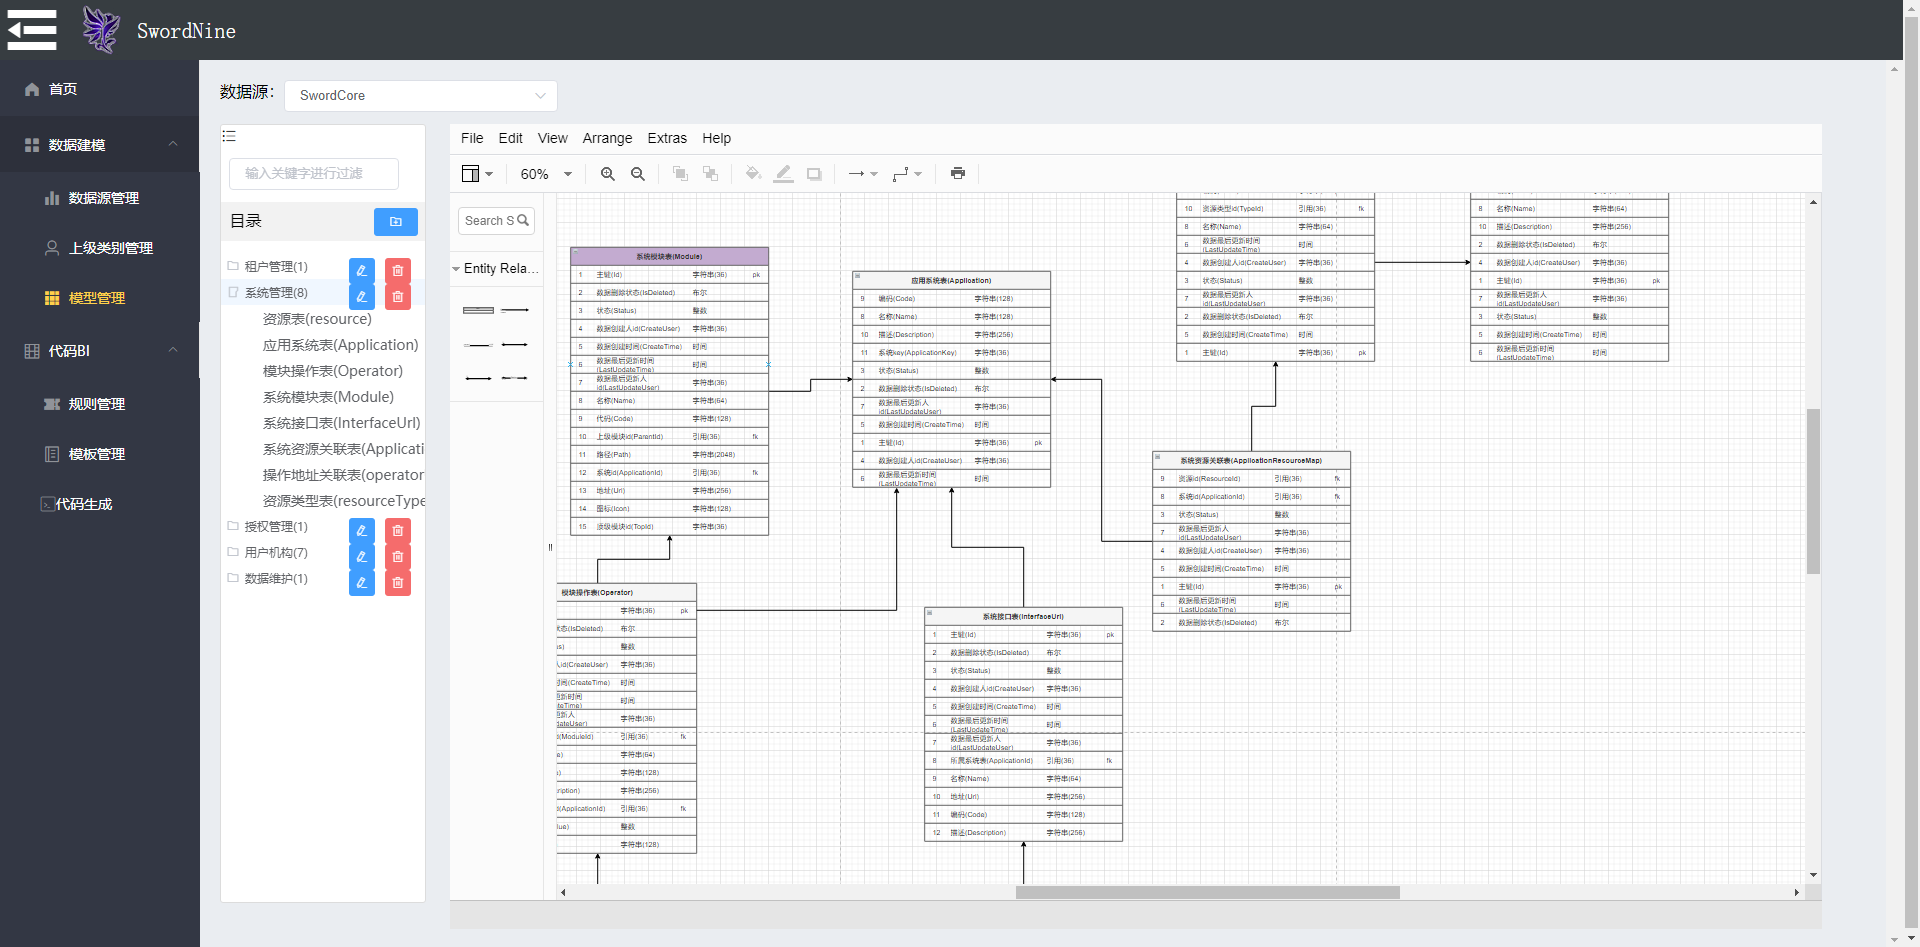 SwordNine
首页
数据建模
数据源管理
上级类别管理
模型管理
代码BI
规则管理
模板管理
代码生成
数据源:
SwordCore
输入关键字进行过滤
目录
租户管理(1)
系统管理(8)
资源表(resource)
应用系统表(Application)
模块操作表(Operator)
系统模块表(Module)
系统接口表(InterfaceUrl)
系统资源关联表(Applicati
操作地址关联表(operator
资源类型表(resourceType
授权管理(1)
用户机构(7)
数据维护(1)
File Edit View Arrange Extras Help
60%
Search S
Entity Rela...
系统模块表(Module)
1 主键(Id) 字符串(36) pk
2 数据删除状态(IsDeleted) 布尔
3 状态(Status) 整数
4 数据创建人id(CreateUser) 字符串(36)
5 数据创建时间(CreateTime) 时间
6 数据最后更新时间(LastUpdateTime) 时间
7 数据最后更新人id(LastUpdateUser) 字符串(36)
8 名称(Name) 字符串(64)
9 代码(Code) 字符串(128)
10 上级模块id(ParentId) 引用(36) fk
11 路径(Path) 字符串(2048)
12 系统id(ApplicationId) 引用(36) fk
13 地址(Url) 字符串(256)
14 图标(Icon) 字符串(128)
15 顶级模块id(TopId) 字符串(36)
应用系统表(Application)
9 编码(Code) 字符串(128)
8 名称(Name) 字符串(128)
10 描述(Description) 字符串(256)
11 系统key(ApplicationKey) 字符串(36)
3 状态(Status) 整数
2 数据删除状态(IsDeleted) 布尔
7 数据最后更新人id(LastUpdateUser) 字符串(36)
5 数据创建时间(CreateTime) 时间
1 主键(Id) 字符串(36) pk
4 数据创建人id(CreateUser) 字符串(36)
6 数据最后更新时间(LastUpdateTime) 时间
10 资源类型id(TypeId) 引用(36) fk
8 名称(Name) 字符串(64)
6 数据最后更新时间(LastUpdateTime) 时间
4 数据创建人id(CreateUser) 字符串(36)
3 状态(Status) 整数
7 数据最后更新人id(LastUpdateUser) 字符串(36)
2 数据删除状态(IsDeleted) 布尔
5 数据创建时间(CreateTime) 时间
1 主键(Id) 字符串(36) pk
8 名称(Name) 字符串(64)
10 描述(Description) 字符串(256)
2 数据删除状态(IsDeleted) 布尔
4 数据创建人id(CreateUser) 字符串(36)
1 主键(Id) 字符串(36) pk
7 数据最后更新人id(LastUpdateUser) 字符串(36)
3 状态(Status) 整数
5 数据创建时间(CreateTime) 时间
6 数据最后更新时间(LastUpdateTime) 时间
系统资源关联表(ApplicationResourceMap)
9 资源id(ResourceId) 引用(36) fk
8 系统id(ApplicationId) 引用(36) fk
3 状态(Status) 整数
7 数据最后更新人id(LastUpdateUser) 字符串(36)
4 数据创建人id(CreateUser) 字符串(36)
5 数据创建时间(CreateTime) 时间
1 主键(Id) 字符串(36) pk
6 数据最后更新时间(LastUpdateTime) 时间
2 数据删除状态(IsDeleted) 布尔
模块操作表(Operator)
字符串(36) pk
状态(IsDeleted) 布尔
s) 整数
人id(CreateUser) 字符串(36)
时间(CreateTime) 时间
更新时间 ateTime) 时间
更新人 dateUser) 字符串(36)
d(ModuleId) 引用(36) fk
e) 字符串(64)
) 字符串(128)
ription) 字符串(256)
d(ApplicationId) 引用(36) fk
lue) 整数
字符串(128)
系统接口表(InterfaceUrl)
1 主键(Id) 字符串(36) pk
2 数据删除状态(IsDeleted) 布尔
3 状态(Status) 整数
4 数据创建人id(CreateUser) 字符串(36)
5 数据创建时间(CreateTime) 时间
6 数据最后更新时间(LastUpdateTime) 时间
7 数据最后更新人id(LastUpdateUser) 字符串(36)
8 所属系统表(ApplicationId) 引用(36) fk
9 名称(Name) 字符串(64)
10 地址(Url) 字符串(256)
11 编码(Code) 字符串(128)
12 描述(Description) 字符串(256)